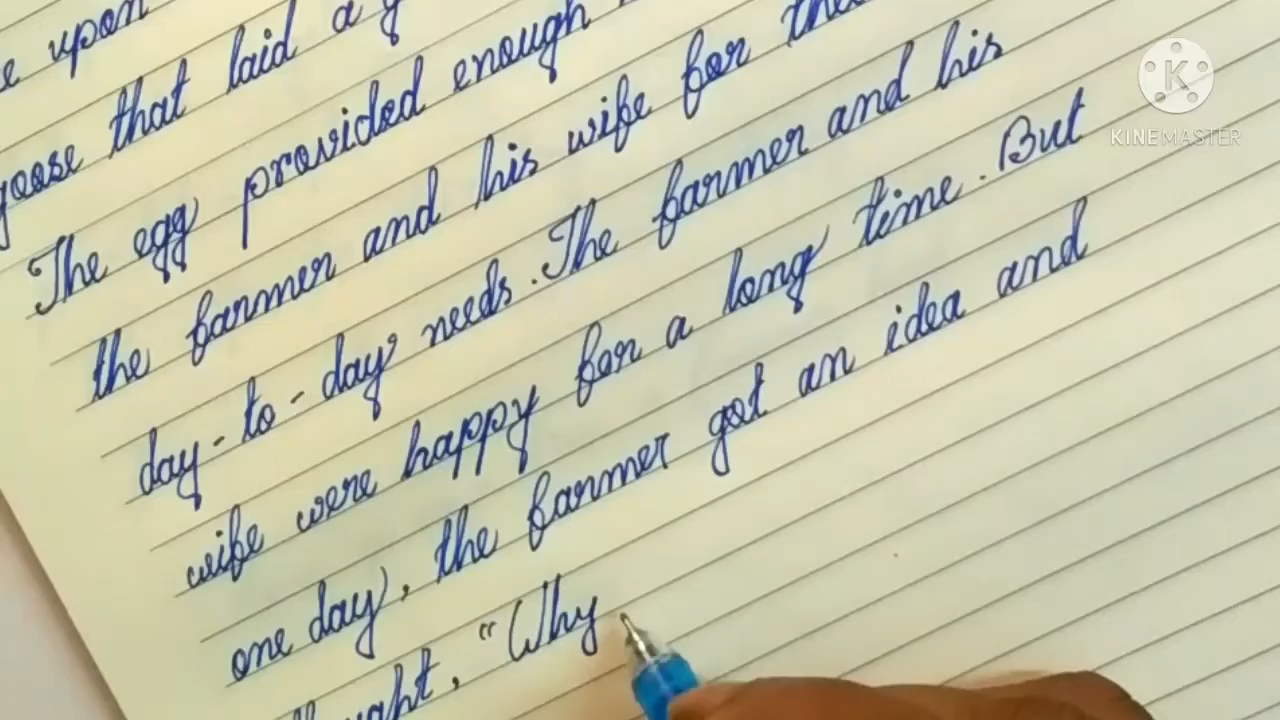 upon
goose that laid a
The egg provided enough
the farmer and his wife for
day-to-day needs. The farmer and his
wife were happy for a long time. But
one day, the farmer got an idea and
"Why
KINEMASTER